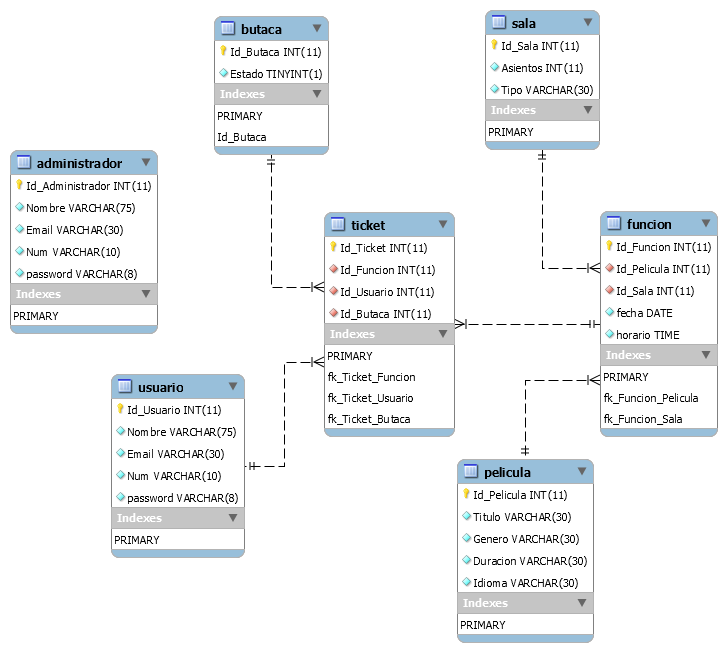 butaca
Id_Butaca INT(11)
Estado TINYINT(1)
Indexes
PRIMARY
Id_Butaca
sala
Id_Sala INT(11)
Asientos INT(11)
Tipo VARCHAR(30)
Indexes
PRIMARY
administrador
Id_Administrador INT(11)
Nombre VARCHAR(75)
Email VARCHAR(30)
Num VARCHAR(10)
password VARCHAR(8)
Indexes
PRIMARY
ticket
Id_Ticket INT(11)
Id_Funcion INT(11)
Id_Usuario INT(11)
Id_Butaca INT(11)
Indexes
PRIMARY
fk_Ticket_Funcion
fk_Ticket_Usuario
fk_Ticket_Butaca
funcion
Id_Funcion INT(11)
Id_Pelicula INT(11)
Id_Sala INT(11)
fecha DATE
horario TIME
Indexes
PRIMARY
fk_Funcion_Pelicula
fk_Funcion_Sala
usuario
Id_Usuario INT(11)
Nombre VARCHAR(75)
Email VARCHAR(30)
Num VARCHAR(10)
password VARCHAR(8)
Indexes
PRIMARY
pelicula
Id_Pelicula INT(11)
Titulo VARCHAR(30)
Genero VARCHAR(30)
Duracion VARCHAR(30)
Idioma VARCHAR(30)
Indexes
PRIMARY